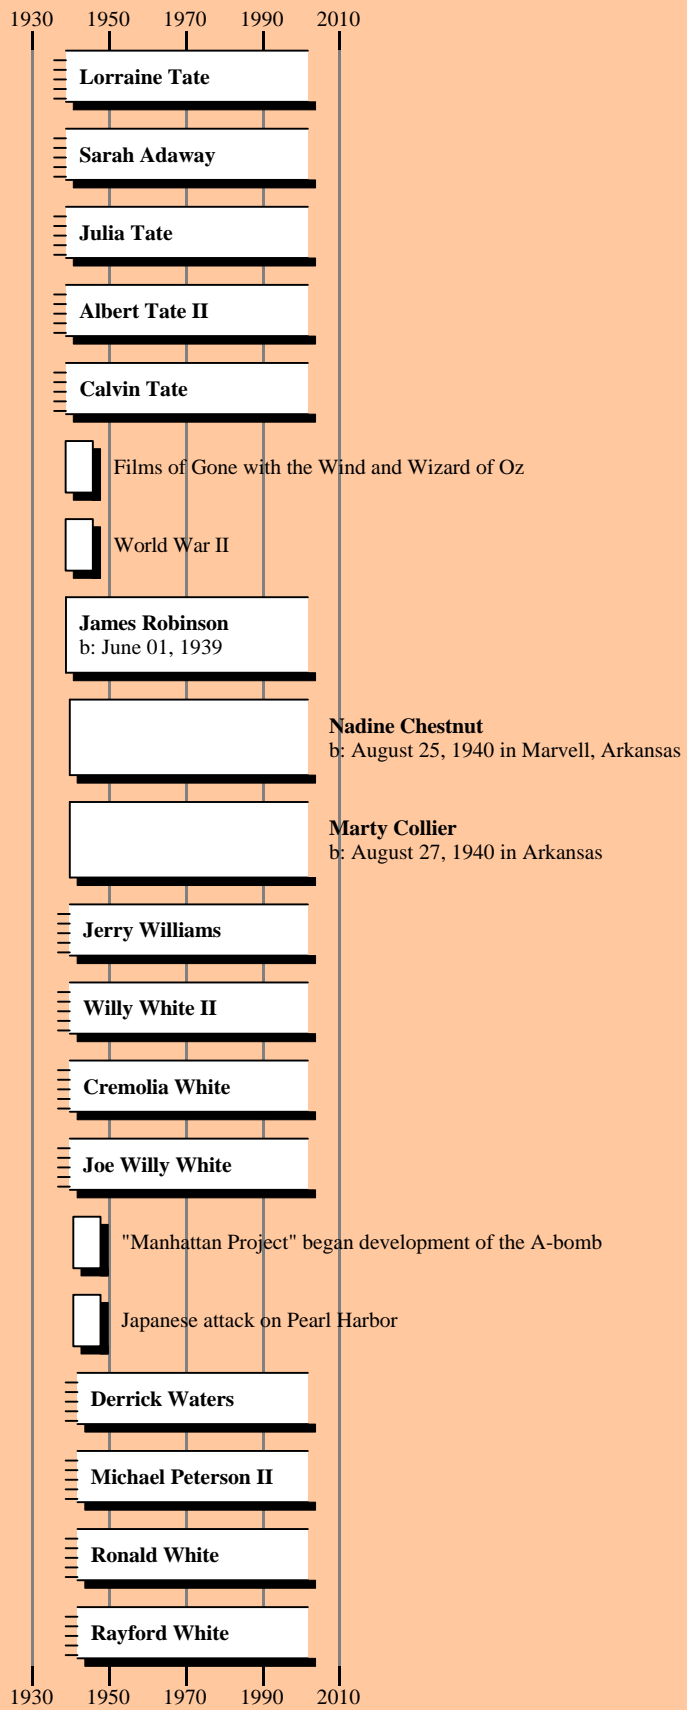 1930 1950 1970 1990 2010
Lorraine Tate
Sarah Adaway
Julia Tate
Albert Tate II
Calvin Tate
Films of Gone with the Wind and Wizard of Oz
World War II
James Robinson
b: June 01, 1939
Nadine Chestnut
b: August 25, 1940 in Marvell, Arkansas
Marty Collier
b: August 27, 1940 in Arkansas
Jerry Williams
Willy White II
Cremolia White
Joe Willy White
"Manhattan Project" began development of the A-bomb
Japanese attack on Pearl Harbor
Derrick Waters
Michael Peterson II
Ronald White
Rayford White
1930 1950 1970 1990 2010